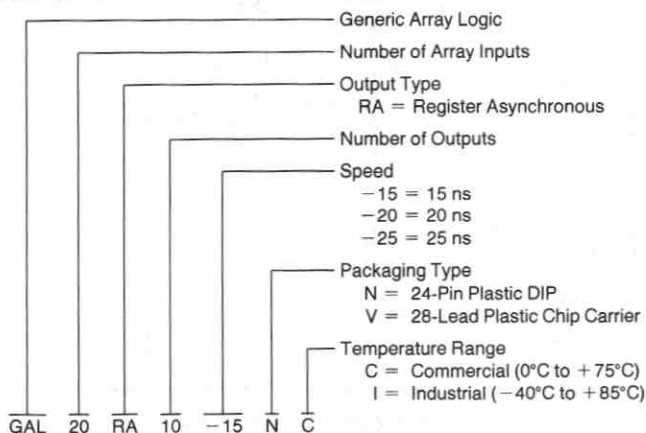 Generic Array Logic
Number of Array Inputs
Output Type
RA = Register Asynchronous
Number of Outputs
Speed
−15 = 15 ns
−20 = 20 ns
−25 = 25 ns
Packaging Type
N = 24-Pin Plastic DIP
V = 28-Lead Plastic Chip Carrier
Temperature Range
C = Commercial (0°C to +75°C)
I = Industrial (−40°C to +85°C)
GAL 20 RA 10 −15 N C